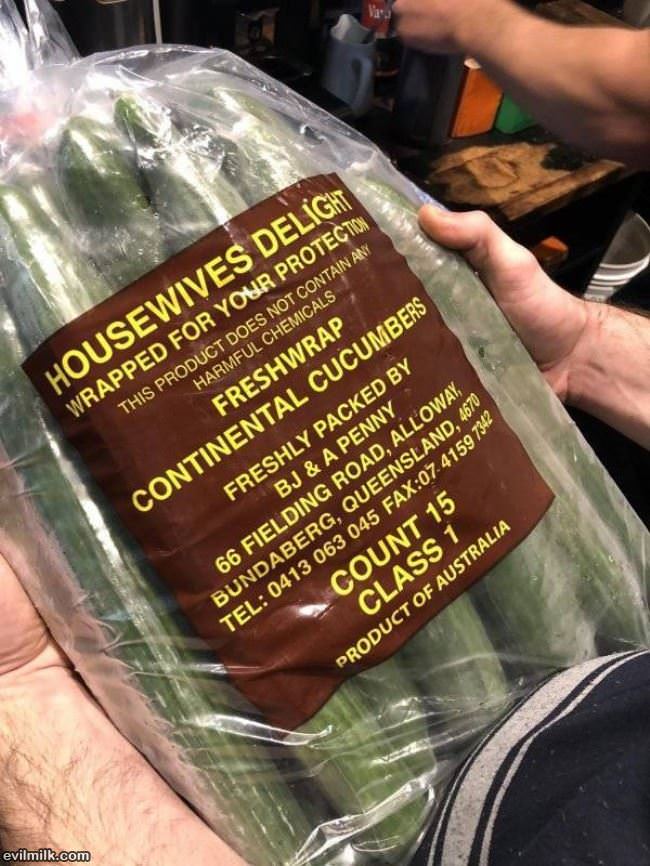 HOUSEWIVES DELIGHT
WRAPPED FOR YOUR PROTECTION
THIS PRODUCT DOES NOT CONTAIN ANY
HARMFUL CHEMICALS
FRESHWRAP
CONTINENTAL CUCUMBERS
FRESHLY PACKED BY
BJ & A PENNY
66 FIELDING ROAD, ALLOWAY,
BUNDABERG, QUEENSLAND, 4670
TEL: 0413 063 045 FAX:07 4159 7342
COUNT 15
CLASS 1
PRODUCT OF AUSTRALIA
evilmilk.com